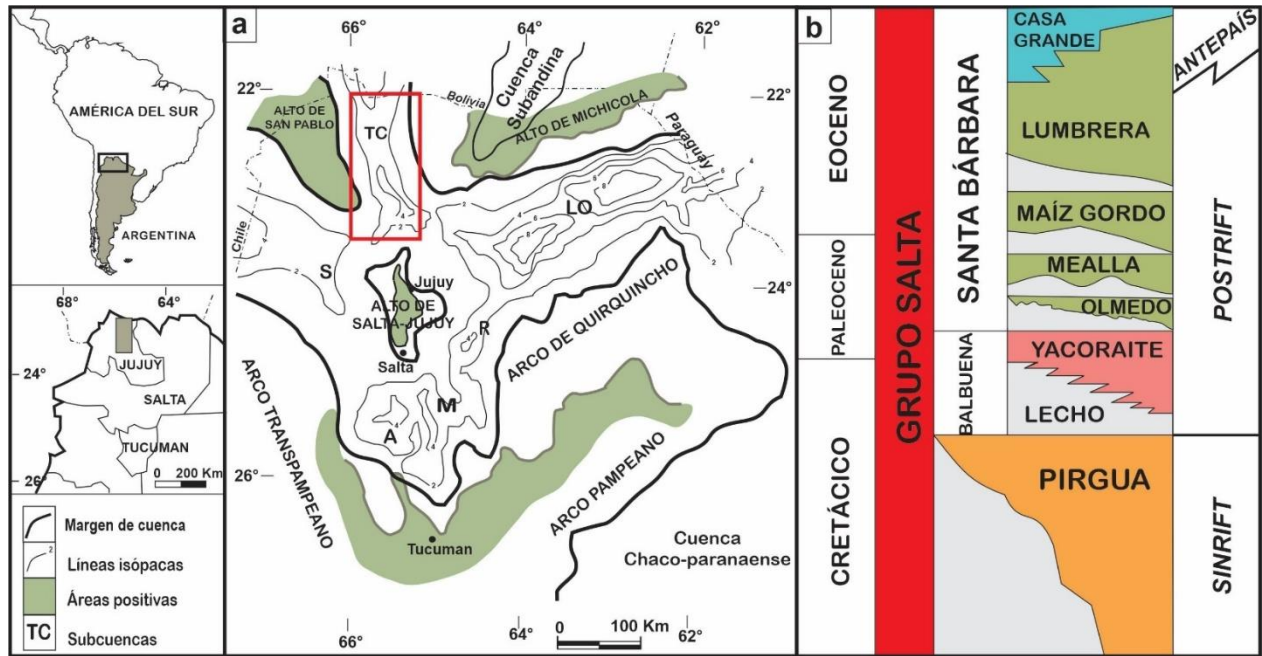 AMÉRICA DEL SUR
ARGENTINA
68°
64°
JUJUY
24°
SALTA
TUCUMAN
0 200 Km
26°
Margen de cuenca
2
Líneas isópacas
Áreas positivas
TC
Subcuencas
a
66°
64°
62°
22°
22°
ALTO DE
SAN PABLO
TC
Bolivia
Cuenca
Subandina
ALTO DE MICHICOLA
Paraguay
Chile
LO
S
Jujuy
ALTO DE
SALTA-JUJUY
R
24°
Salta
ARCO DE QUIRQUINCHO
ARCO TRANSPAMPEANO
M
A
26°
ARCO PAMPEANO
Tucuman
Cuenca
Chaco-paranaense
0 100 Km
66°
64°
62°
b
CASA
GRANDE
ANTEPAÍS
EOCENO
LUMBRERA
SANTA BÁRBARA
MAÍZ GORDO
MEALLA
OLMEDO
POSTRIFT
PALEOCENO
GRUPO SALTA
YACORAITE
BALBUENA
LECHO
CRETÁCICO
PIRGUA
SINRIFT